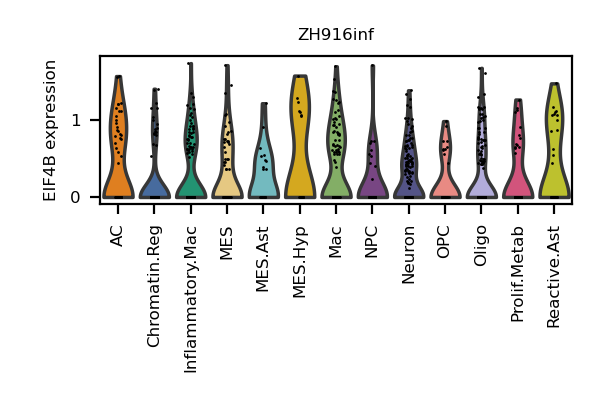 ZH916inf
EIF4B expression
1
0
AC
Chromatin.Reg
Inflammatory.Mac
MES
MES.Ast
MES.Hyp
Mac
NPC
Neuron
OPC
Oligo
Prolif.Metab
Reactive.Ast